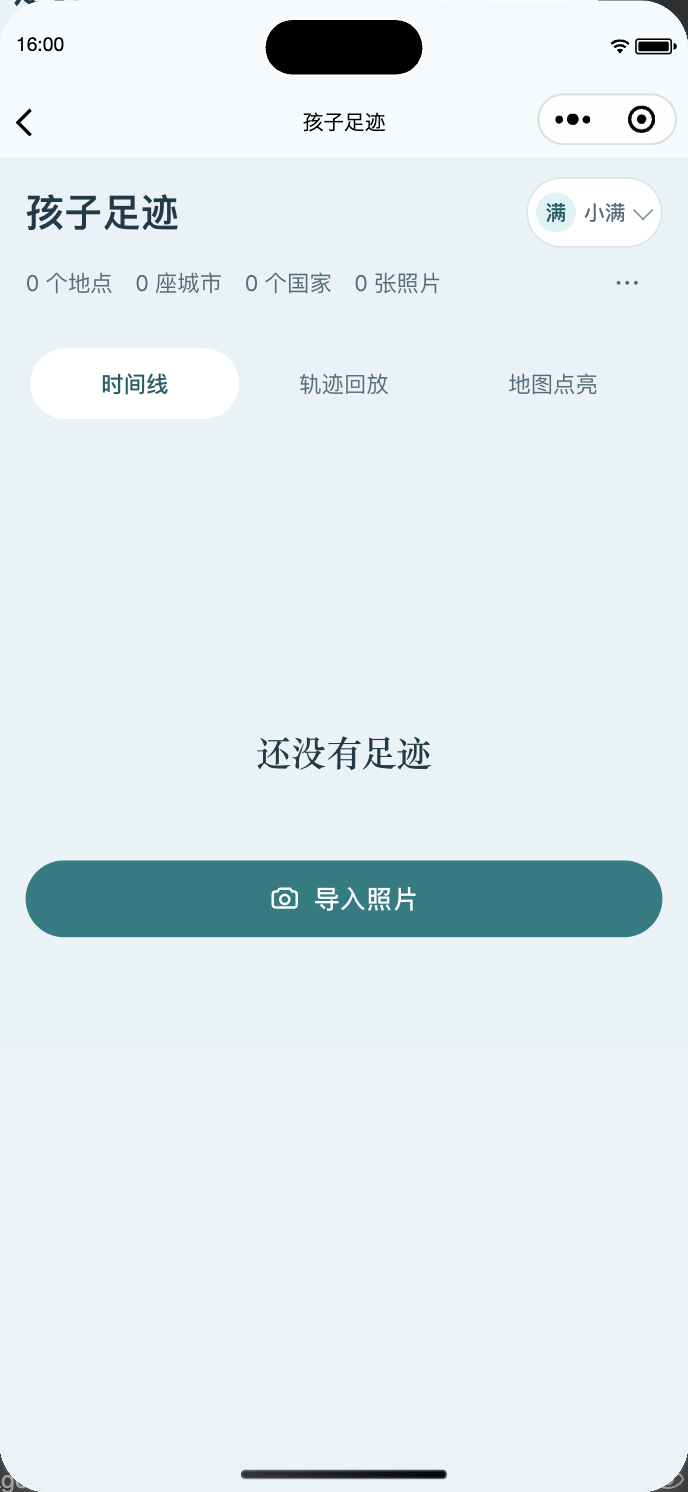 16:00
孩子足迹
孩子足迹
满 小满
0 个地点 0 座城市 0 个国家 0 张照片
时间线 轨迹回放 地图点亮
还没有足迹
导入照片